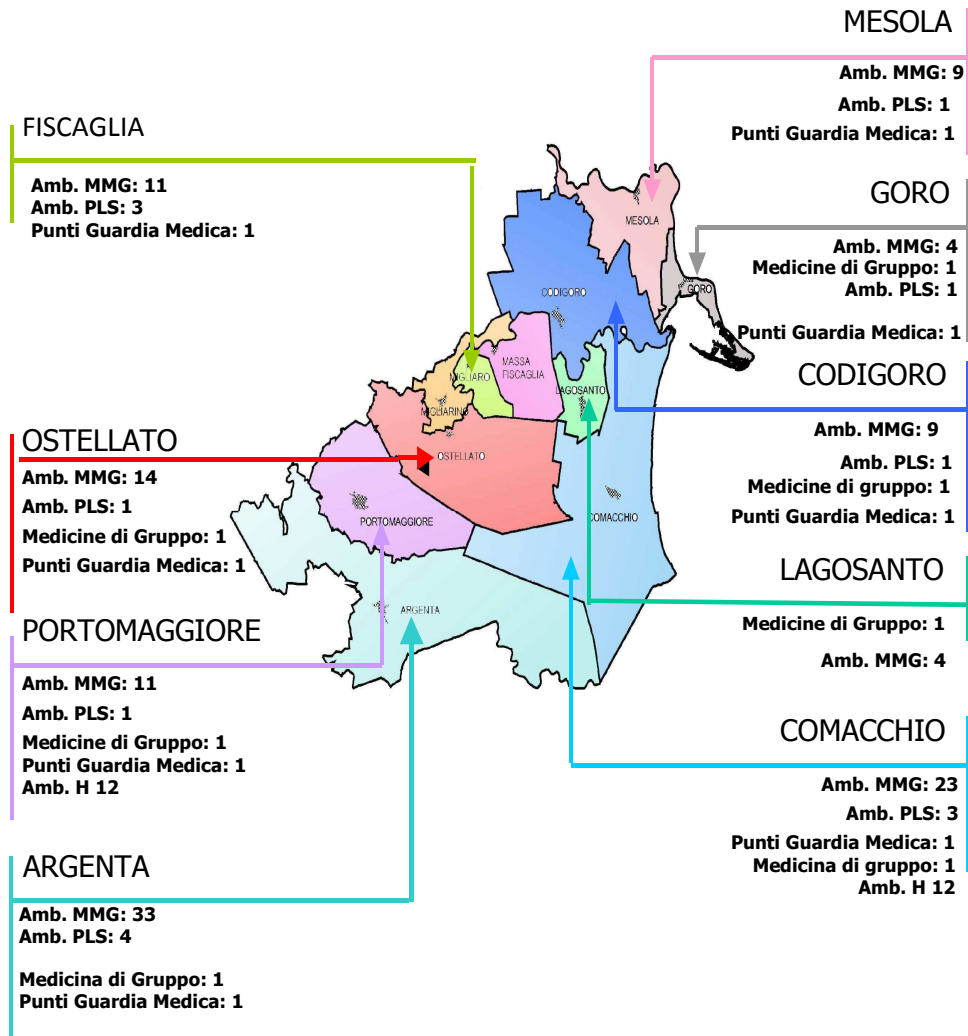 MESOLA
Amb. MMG: 9
Amb. PLS: 1
Punti Guardia Medica: 1
FISCAGLIA
Amb. MMG: 11
Amb. PLS: 3
Punti Guardia Medica: 1
GORO
Amb. MMG: 4
Medicine di Gruppo: 1
Amb. PLS: 1
Punti Guardia Medica: 1
CODIGORO
Amb. MMG: 9
Amb. PLS: 1
Medicine di gruppo: 1
Punti Guardia Medica: 1
OSTELLATO
Amb. MMG: 14
Amb. PLS: 1
Medicine di Gruppo: 1
Punti Guardia Medica: 1
LAGOSANTO
Medicine di Gruppo: 1
Amb. MMG: 4
PORTOMAGGIORE
Amb. MMG: 11
Amb. PLS: 1
Medicine di Gruppo: 1
Punti Guardia Medica: 1
Amb. H 12
COMACCHIO
Amb. MMG: 23
Amb. PLS: 3
Punti Guardia Medica: 1
Medicina di gruppo: 1
Amb. H 12
ARGENTA
Amb. MMG: 33
Amb. PLS: 4
Medicina di Gruppo: 1
Punti Guardia Medica: 1
MESOLA
GORO
CODIGORO
MASSA
FISCAGLIA
MIGLIARO
LAGOSANTO
MIGLIARINO
OSTELLATO
PORTOMAGGIORE
COMACCHIO
ARGENTA